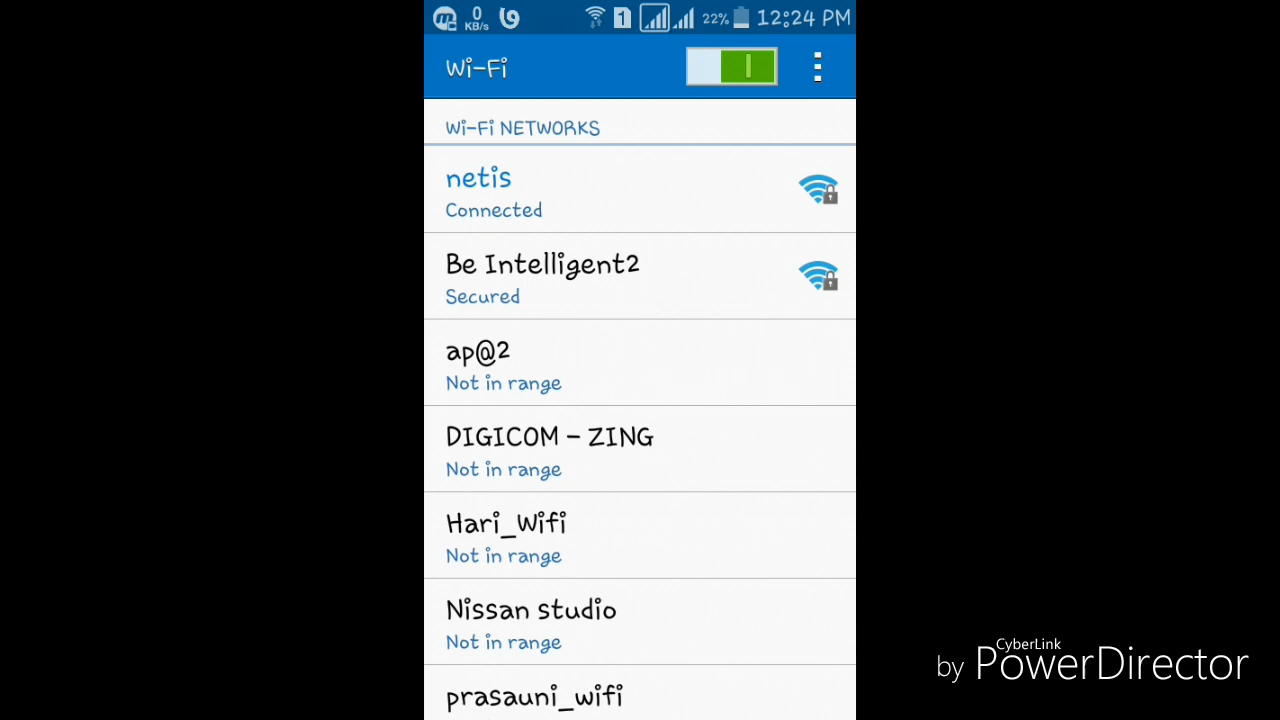 0 KB/s 1 22% 12:24 PM
Wi-Fi
Wi-Fi NETWORKS
netis
Connected
Be Intelligent2
Secured
ap@2
Not in range
DIGICOM - ZING
Not in range
Hari_Wifi
Not in range
Nissan studio
Not in range
prasauni_wifi
CyberLink
by PowerDirector